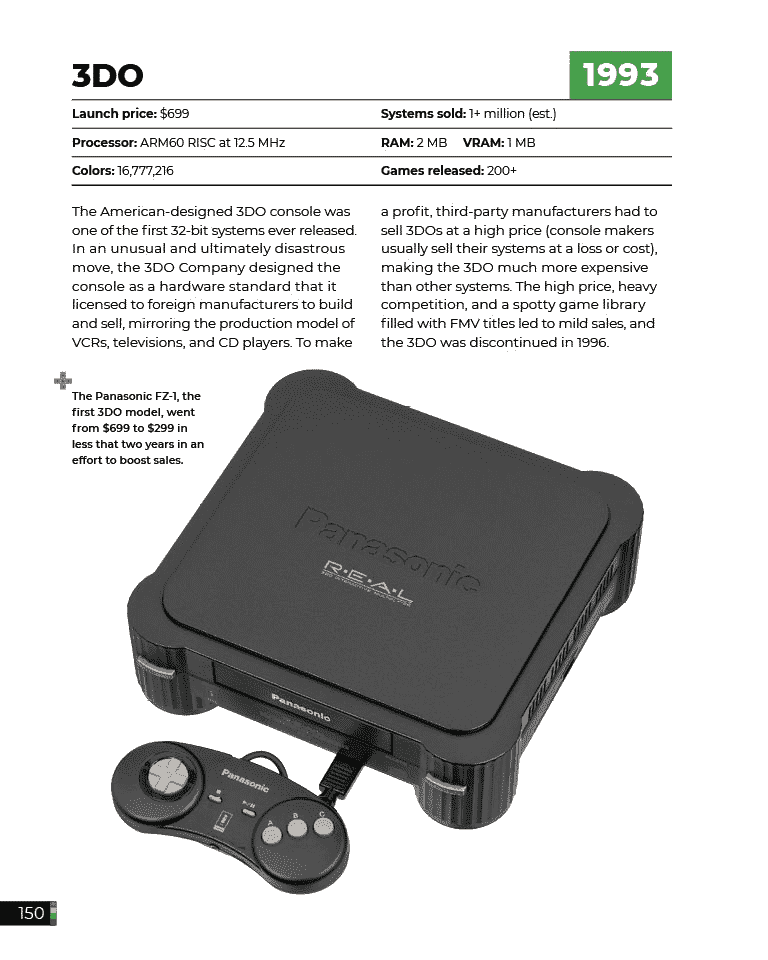 3DO
1993
Launch price: $699
Systems sold: 1+ million (est.)
Processor: ARM60 RISC at 12.5 MHz
RAM: 2 MB VRAM: 1 MB
Colors: 16,777,216
Games released: 200+
The American-designed 3DO console was
one of the first 32-bit systems ever released.
In an unusual and ultimately disastrous
move, the 3DO Company designed the
console as a hardware standard that it
licensed to foreign manufacturers to build
and sell, mirroring the production model of
VCRs, televisions, and CD players. To make
a profit, third-party manufacturers had to
sell 3DOs at a high price (console makers
usually sell their systems at a loss or cost),
making the 3DO much more expensive
than other systems. The high price, heavy
competition, and a spotty game library
filled with FMV titles led to mild sales, and
the 3DO was discontinued in 1996.
The Panasonic FZ-1, the
first 3DO model, went
from $699 to $299 in
less that two years in an
effort to boost sales.
Panasonic
R·E·A·L
Panasonic
Panasonic
A B C
150